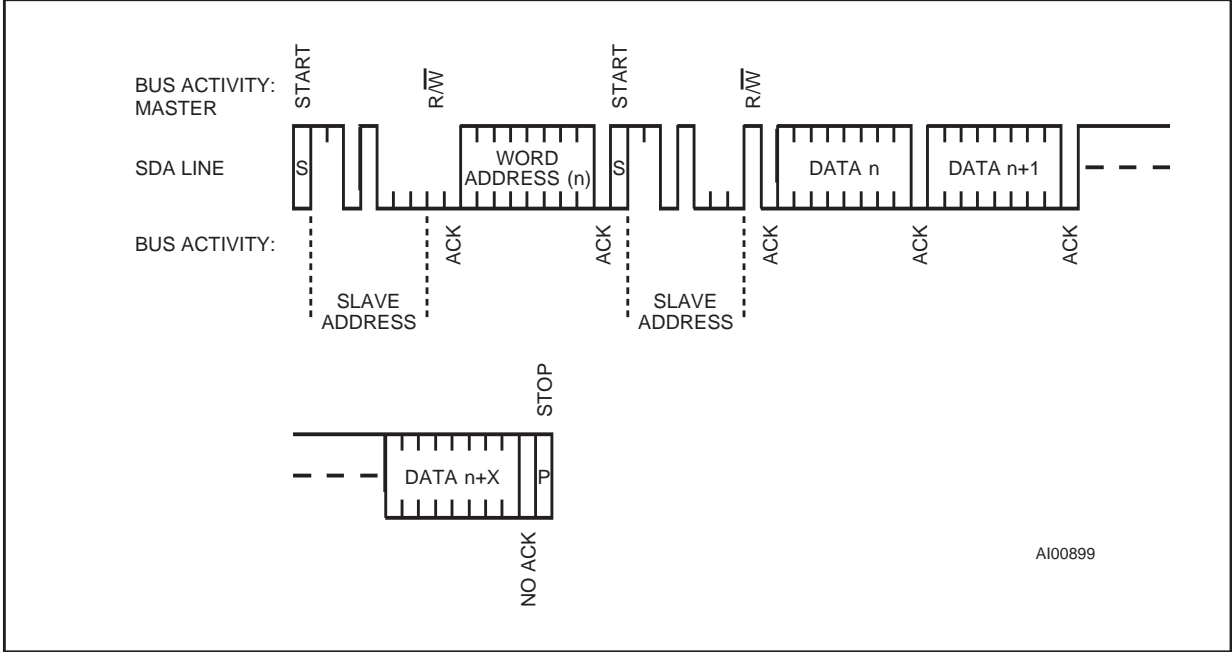 START
R/W
START
R/W
BUS ACTIVITY:
MASTER
SDA LINE
S
WORD
ADDRESS (n)
S
DATA n
DATA n+1
BUS ACTIVITY:
ACK
ACK
ACK
ACK
ACK
SLAVE
ADDRESS
SLAVE
ADDRESS
STOP
DATA n+X
P
NO ACK
AI00899